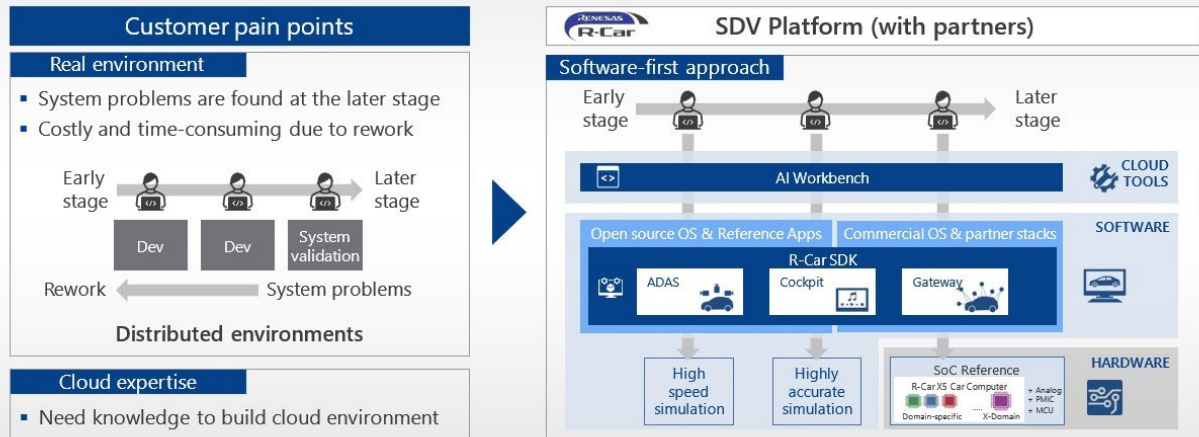 Customer pain points
Real environment
▪ System problems are found at the later stage
▪ Costly and time-consuming due to rework
Early stage
Later stage
Dev
Dev
System validation
Rework
System problems
Distributed environments
Cloud expertise
▪ Need knowledge to build cloud environment
RENESAS
R-Car
SDV Platform (with partners)
Software-first approach
Early stage
Later stage
AI Workbench
CLOUD TOOLS
SOFTWARE
Open source OS & Reference Apps
Commercial OS & partner stacks
R-Car SDK
ADAS
Cockpit
Gateway
High speed simulation
Highly accurate simulation
HARDWARE
SoC Reference
R-Car X5 Car Computer
Domain-specific
.....
X-Domain
+ Analog
+ PMIC
+ MCU